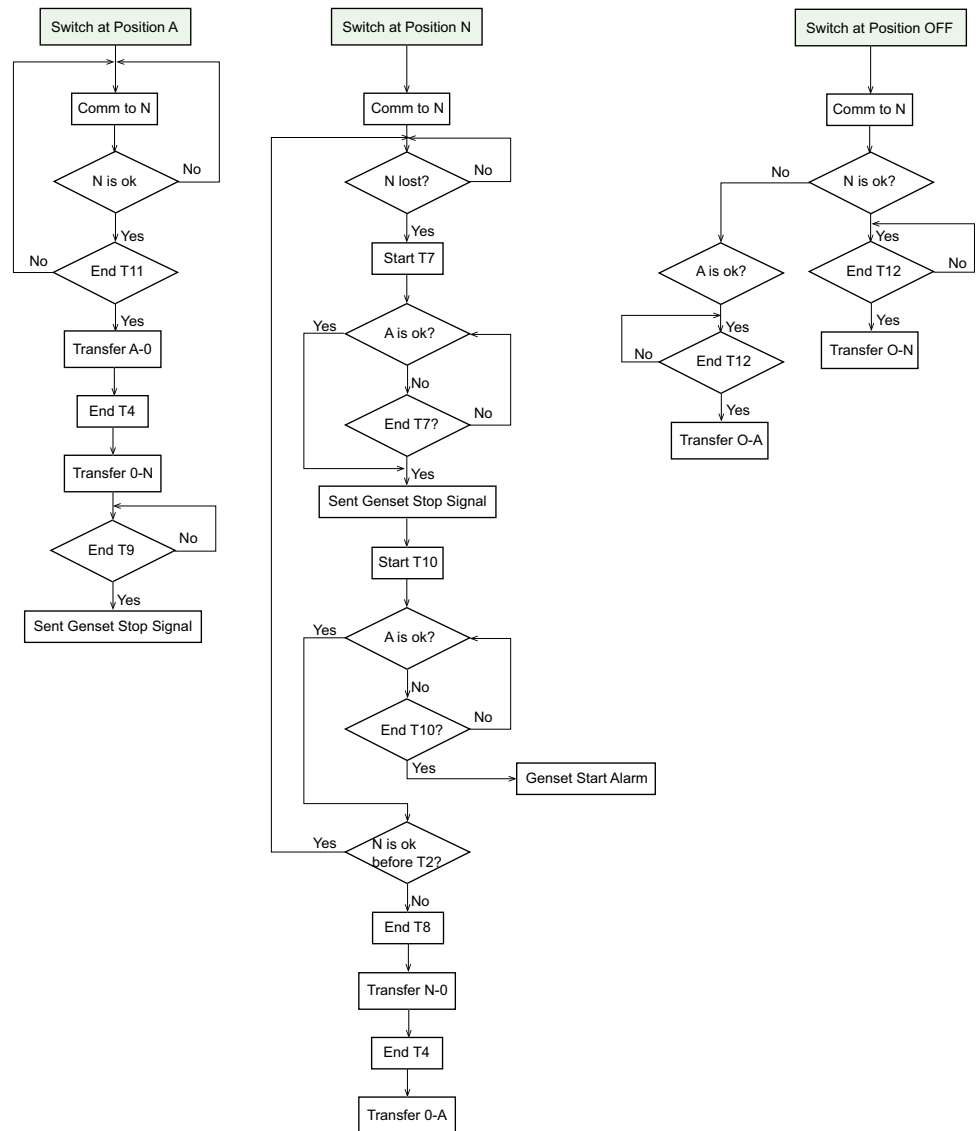 Switch at Position A
Comm to N
N is ok
No
Yes
End T11
No
Yes
Transfer A-0
End T4
Transfer 0-N
End T9
No
Yes
Sent Genset Stop Signal
Switch at Position N
Comm to N
N lost?
No
Yes
Start T7
Yes
A is ok?
No
End T7?
No
Yes
Sent Genset Stop Signal
Start T10
Yes
A is ok?
No
End T10?
No
Yes
Genset Start Alarm
Yes
N is ok
before T2?
No
End T8
Transfer N-0
End T4
Transfer 0-A
Switch at Position OFF
Comm to N
No
N is ok?
Yes
End T12
No
Yes
Transfer O-N
A is ok?
Yes
No
End T12
Yes
Transfer O-A